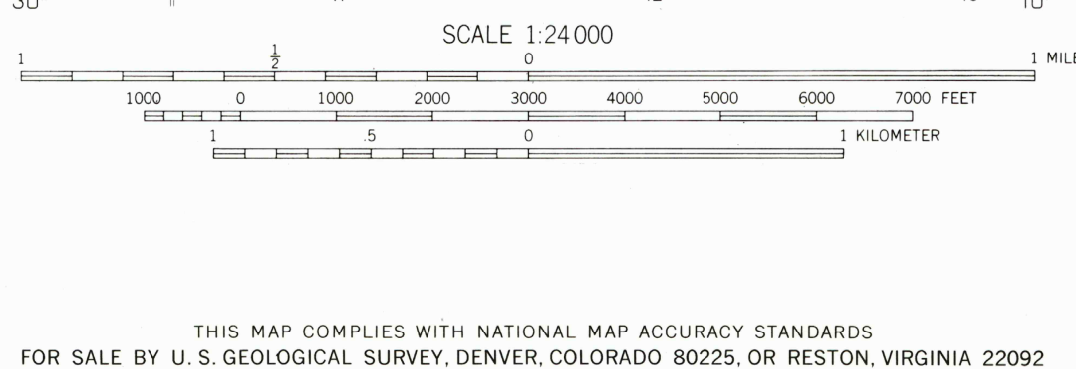 SCALE 1:24 000
1 ½ 0 1 MILE
1000 0 1000 2000 3000 4000 5000 6000 7000 FEET
1 .5 0 1 KILOMETER
THIS MAP COMPLIES WITH NATIONAL MAP ACCURACY STANDARDS
FOR SALE BY U. S. GEOLOGICAL SURVEY, DENVER, COLORADO 80225, OR RESTON, VIRGINIA 22092